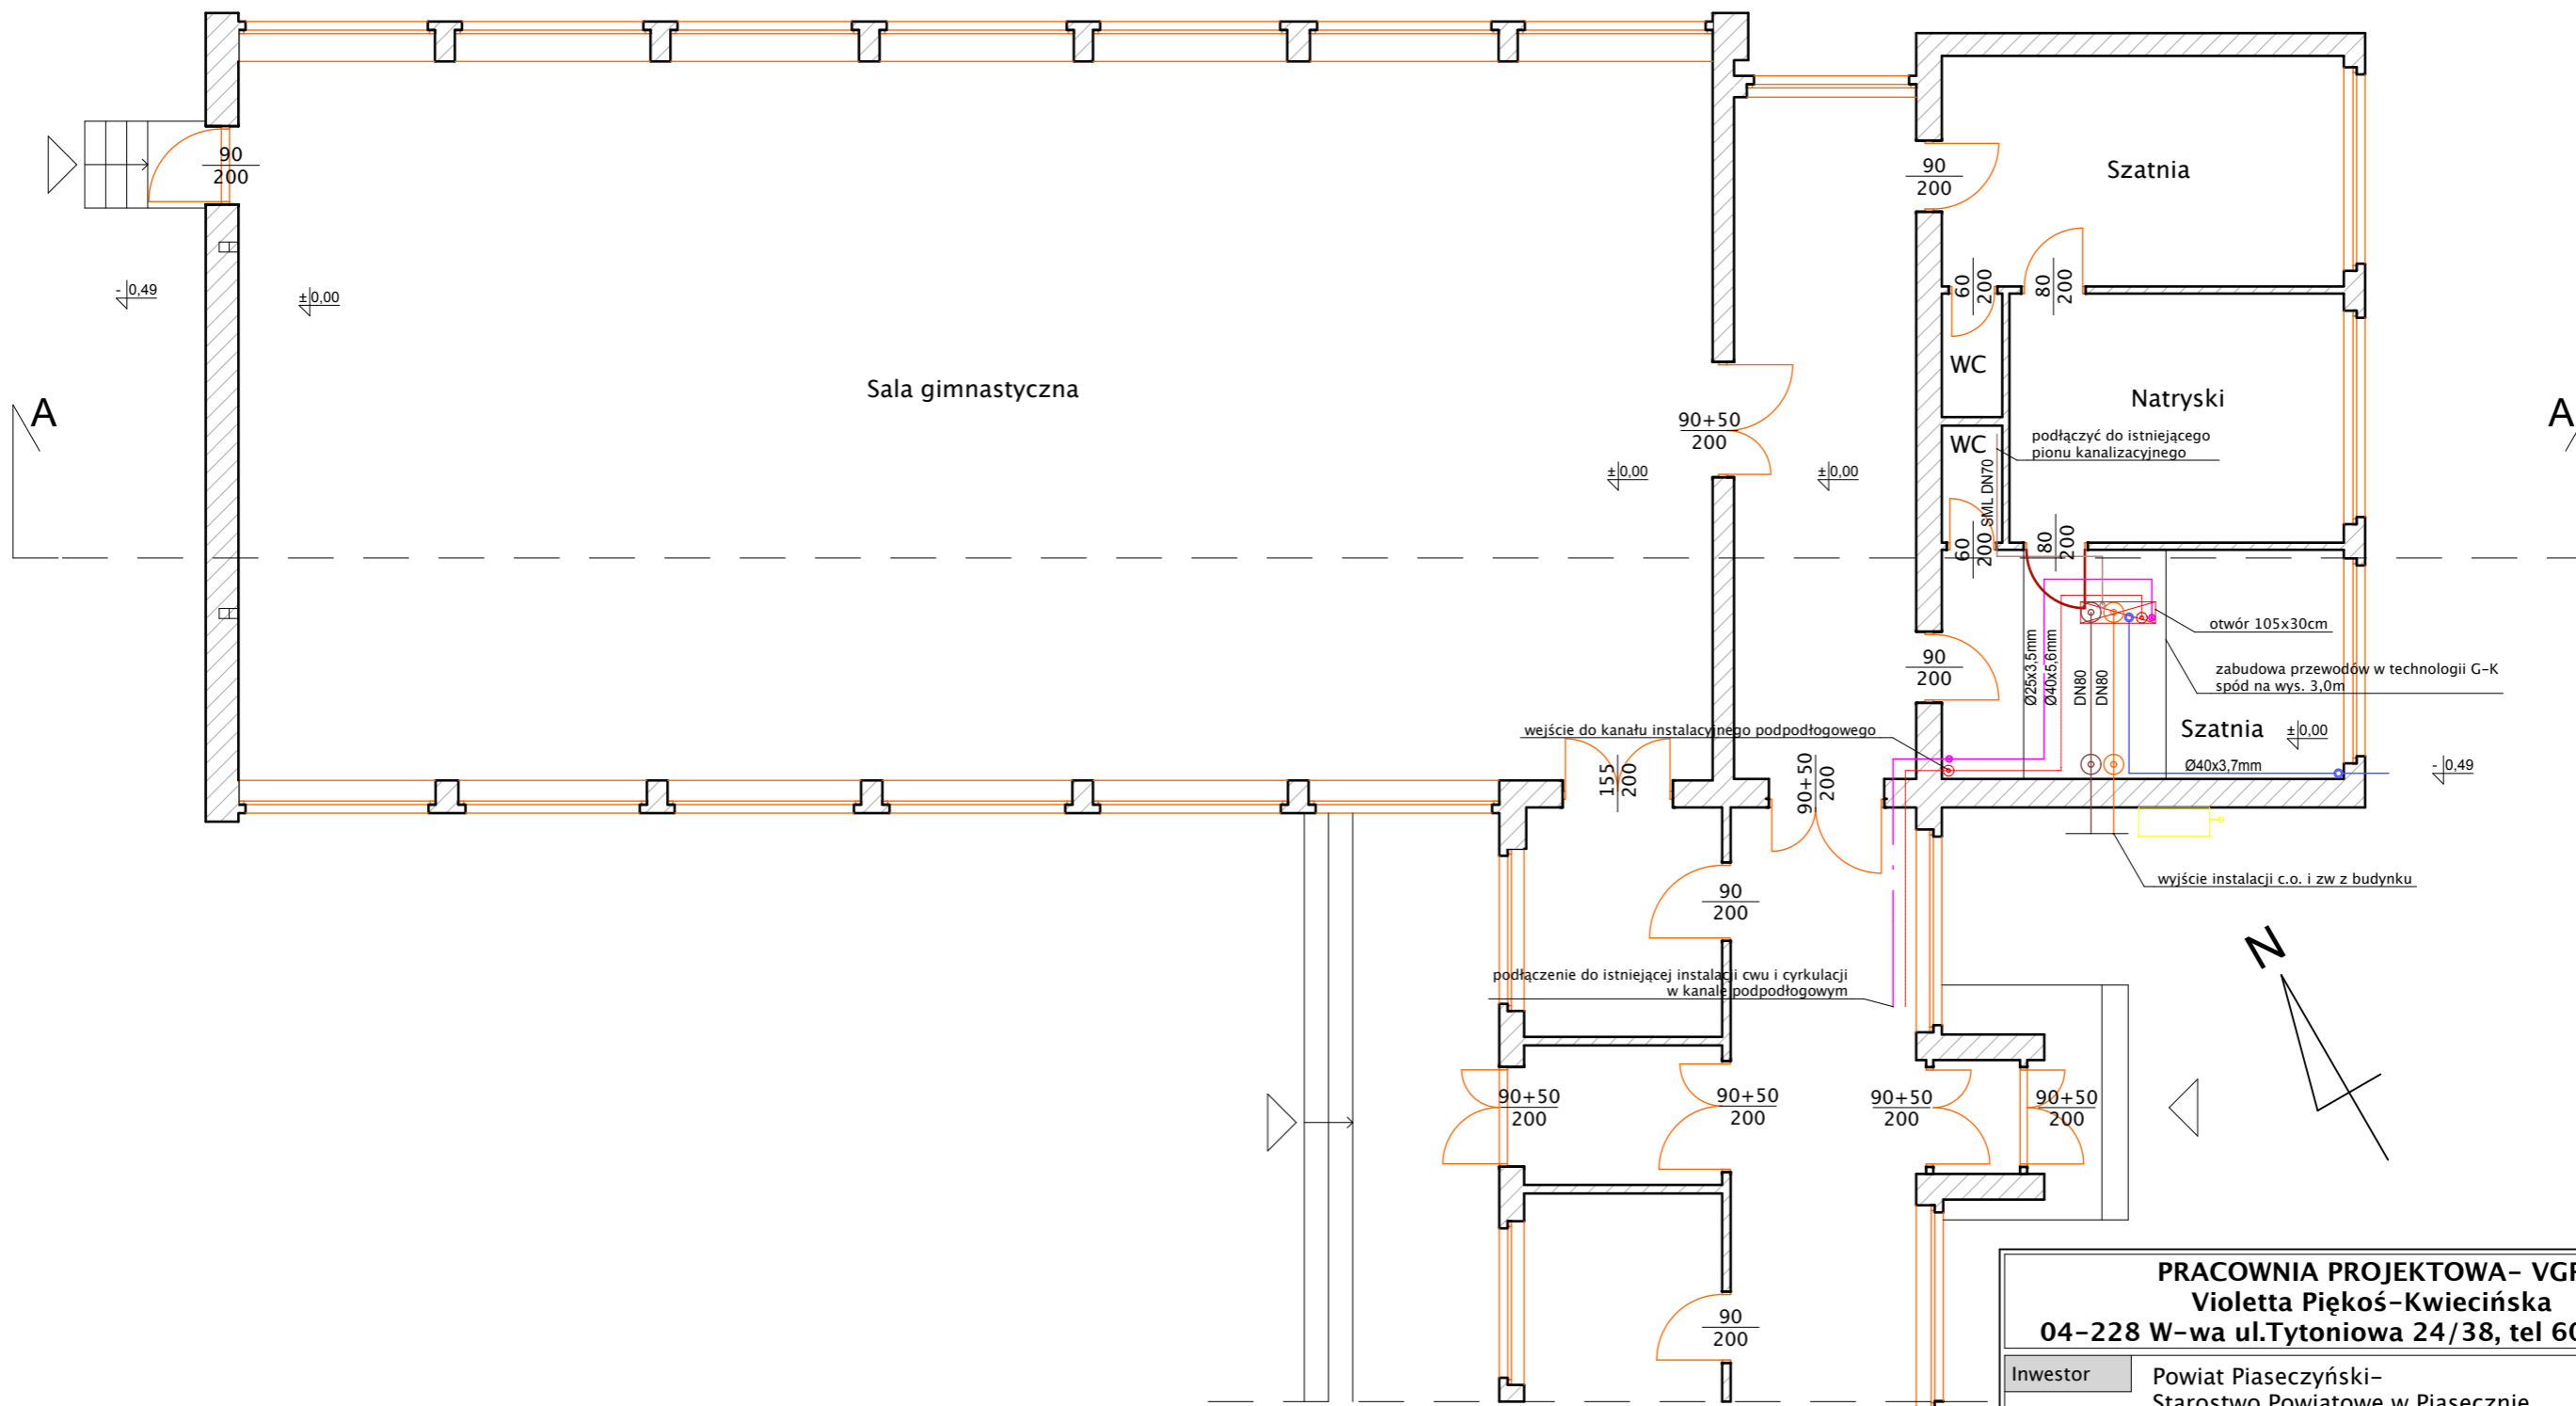 90
200
90
200
Szatnia
60
200
80
200
- 0,49
± 0,00
WC
Sala gimnastyczna
Natryski
A
A
90+50
200
WC
podłączyć do istniejącego
pionu kanalizacyjnego
± 0,00
± 0,00
SML DN70
60
200
80
200
otwór 105x30cm
90
200
Ø25x3,5mm
Ø40x5,6mm
DN80
DN80
zabudowa przewodów w technologii G-K
spód na wys. 3,0m
wejście do kanału instalacyjnego podpodłogowego
Szatnia
± 0,00
155
200
90+50
200
Ø40x3,7mm
- 0,49
90
200
wyjście instalacji c.o. i zw z budynku
N
podłączenie do istniejącej instalacji cwu i cyrkulacji
w kanale podpodłogowym
90+50
200
90+50
200
90+50
200
90+50
200
90
200
PRACOWNIA PROJEKTOWA- VGP
Violetta Piękoś-Kwiecińska
04-228 W-wa ul.Tytoniowa 24/38, tel 60
Inwestor
Powiat Piaseczyński-
Starostwo Powiatowe w Piasecznie